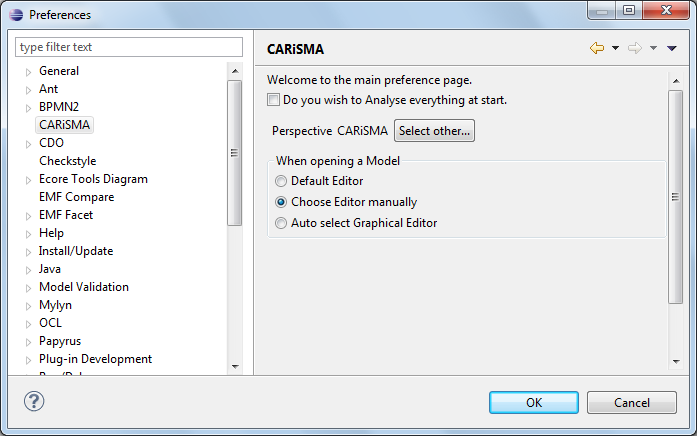 Preferences
type filter text
General
Ant
BPMN2
CARiSMA
CDO
Checkstyle
Ecore Tools Diagram
EMF Compare
EMF Facet
Help
Install/Update
Java
Model Validation
Mylyn
OCL
Papyrus
Plug-in Development
CARiSMA
Welcome to the main preference page.
Do you wish to Analyse everything at start.
Perspective CARiSMA Select other...
When opening a Model
Default Editor
Choose Editor manually
Auto select Graphical Editor
OK Cancel